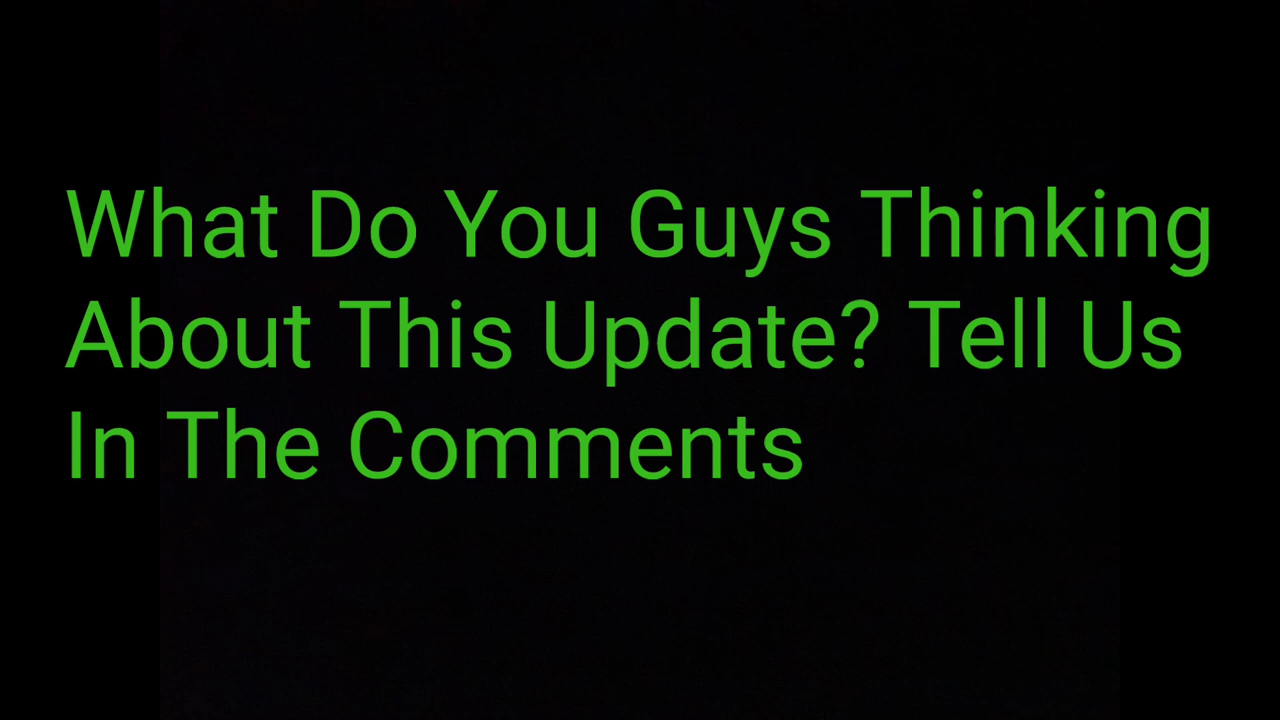 What Do You Guys Thinking
About This Update? Tell Us
In The Comments